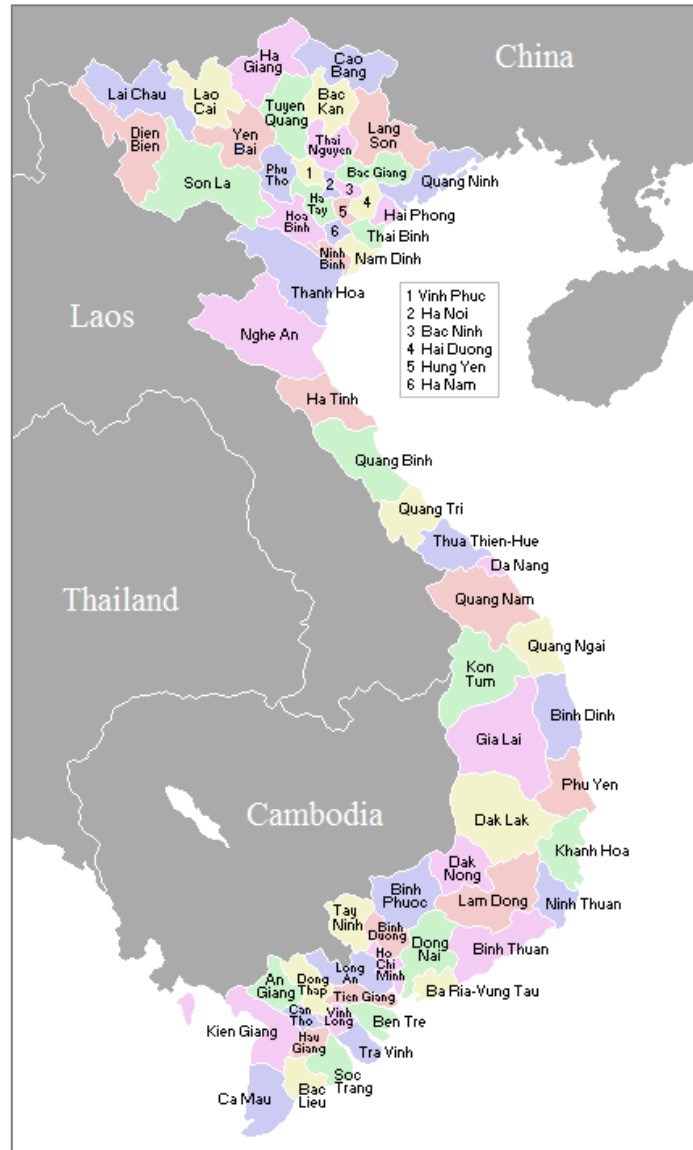 China
Ha
Giang
Cao
Bang
Lai Chau
Lao
Cai
Bac
Kan
Tuyen
Quang
Dien
Bien
Yen
Bai
Lang
Son
Thai
Nguyen
Phu
Tho
1
Bac Giang
Son La
2
3
Quang Ninh
Ha
Tay
4
5
Hoa
Binh
Hai Phong
6
Thai Binh
Ninh
Binh
Nam Dinh
Thanh Hoa
1 Vinh Phuc
2 Ha Noi
3 Bac Ninh
4 Hai Duong
5 Hung Yen
6 Ha Nam
Laos
Nghe An
Ha Tinh
Quang Binh
Quang Tri
Thua Thien-Hue
Da Nang
Thailand
Quang Nam
Quang Ngai
Kon
Tum
Binh Dinh
Gia Lai
Phu Yen
Cambodia
Dak Lak
Khanh Hoa
Dak
Nong
Binh
Phuoc
Lam Dong
Ninh Thuan
Tay
Ninh
Binh
Duong
Dong
Nai
Binh Thuan
Ho
Chi
Minh
Long
An
An
Giang
Dong
Thap
Ba Ria-Vung Tau
Tien Giang
Can
Tho
Vinh
Long
Ben Tre
Kien Giang
Hau
Giang
Tra Vinh
Soc
Trang
Bac
Lieu
Ca Mau